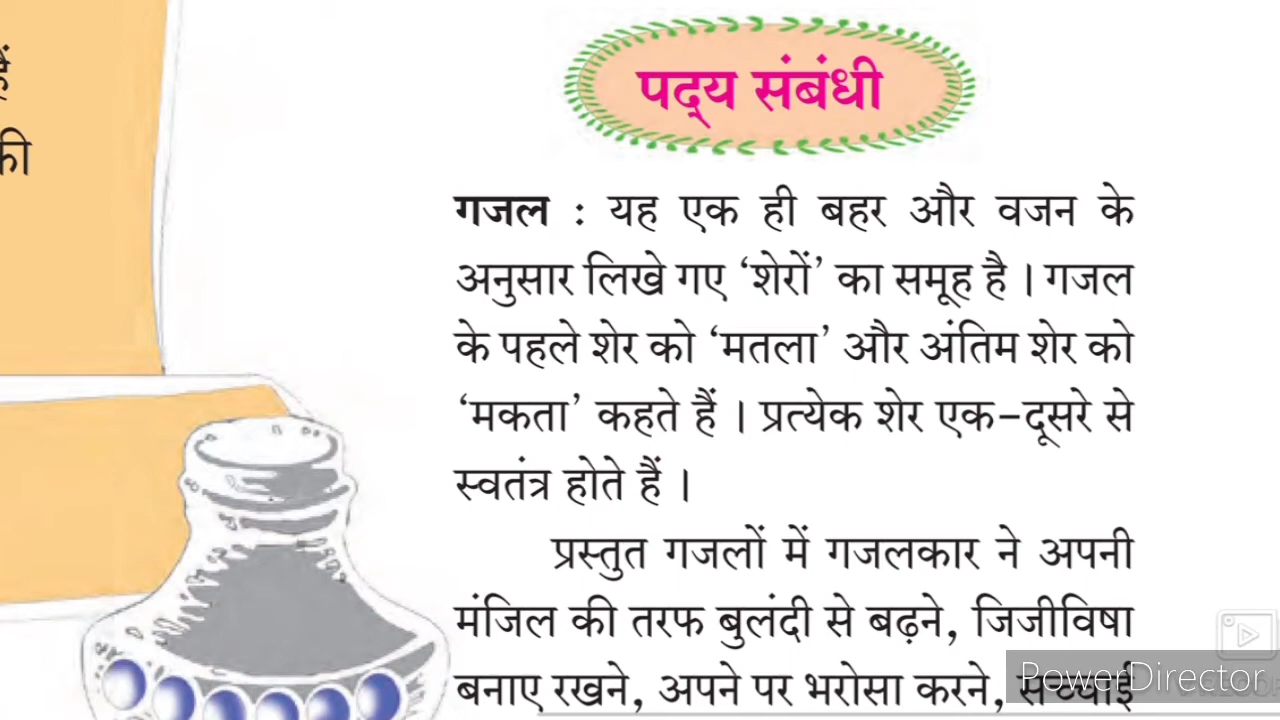 हैं
की
पद्‌य संबंधी
गजल : यह एक ही बहर और वजन के
अनुसार लिखे गए ‘शेरों’ का समूह है । गजल
के पहले शेर को ‘मतला’ और अंतिम शेर को
‘मकता’ कहते हैं । प्रत्येक शेर एक-दूसरे से
स्वतंत्र होते हैं ।
प्रस्तुत गजलों में गजलकार ने अपनी
मंजिल की तरफ बुलंदी से बढ़ने, जिजीविषा
बनाए रखने, अपने पर भरोसा करने, सच्चाई
PowerDirector